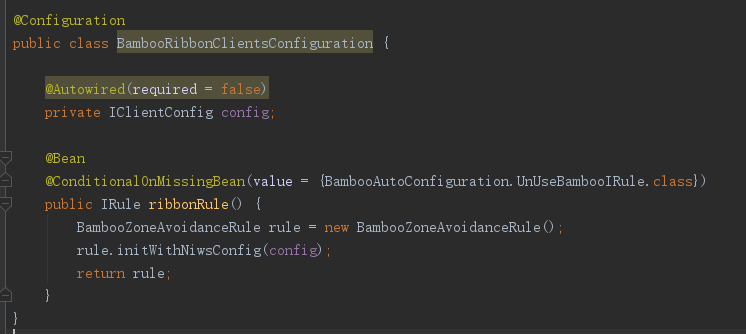 @Configuration
public class BambooRibbonClientsConfiguration {
@Autowired(required = false)
private IClientConfig config;
@Bean
@ConditionalOnMissingBean(value = {BambooAutoConfiguration.UnUseBambooIRule.class})
public IRule ribbonRule() {
BambooZoneAvoidanceRule rule = new BambooZoneAvoidanceRule();
rule.initWithNiwsConfig(config);
return rule;
}
}